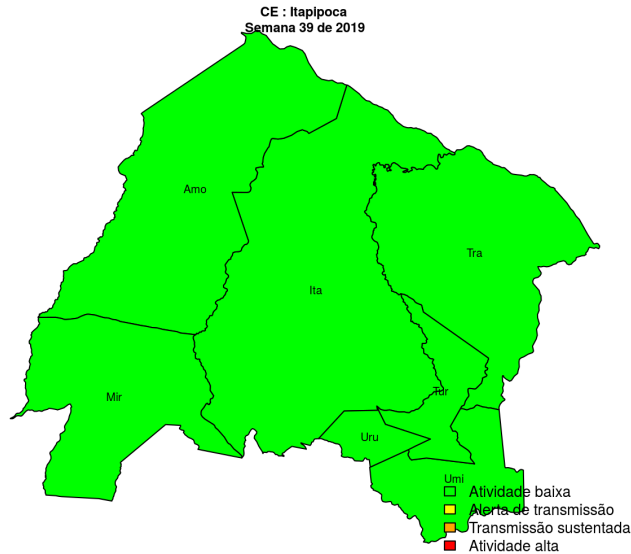 CE : Itapipoca
Semana 39 de 2019
Amo
Tra
Ita
Tur
Mir
Uru
Umi
Atividade baixa
Alerta de transmissão
Transmissão sustentada
Atividade alta